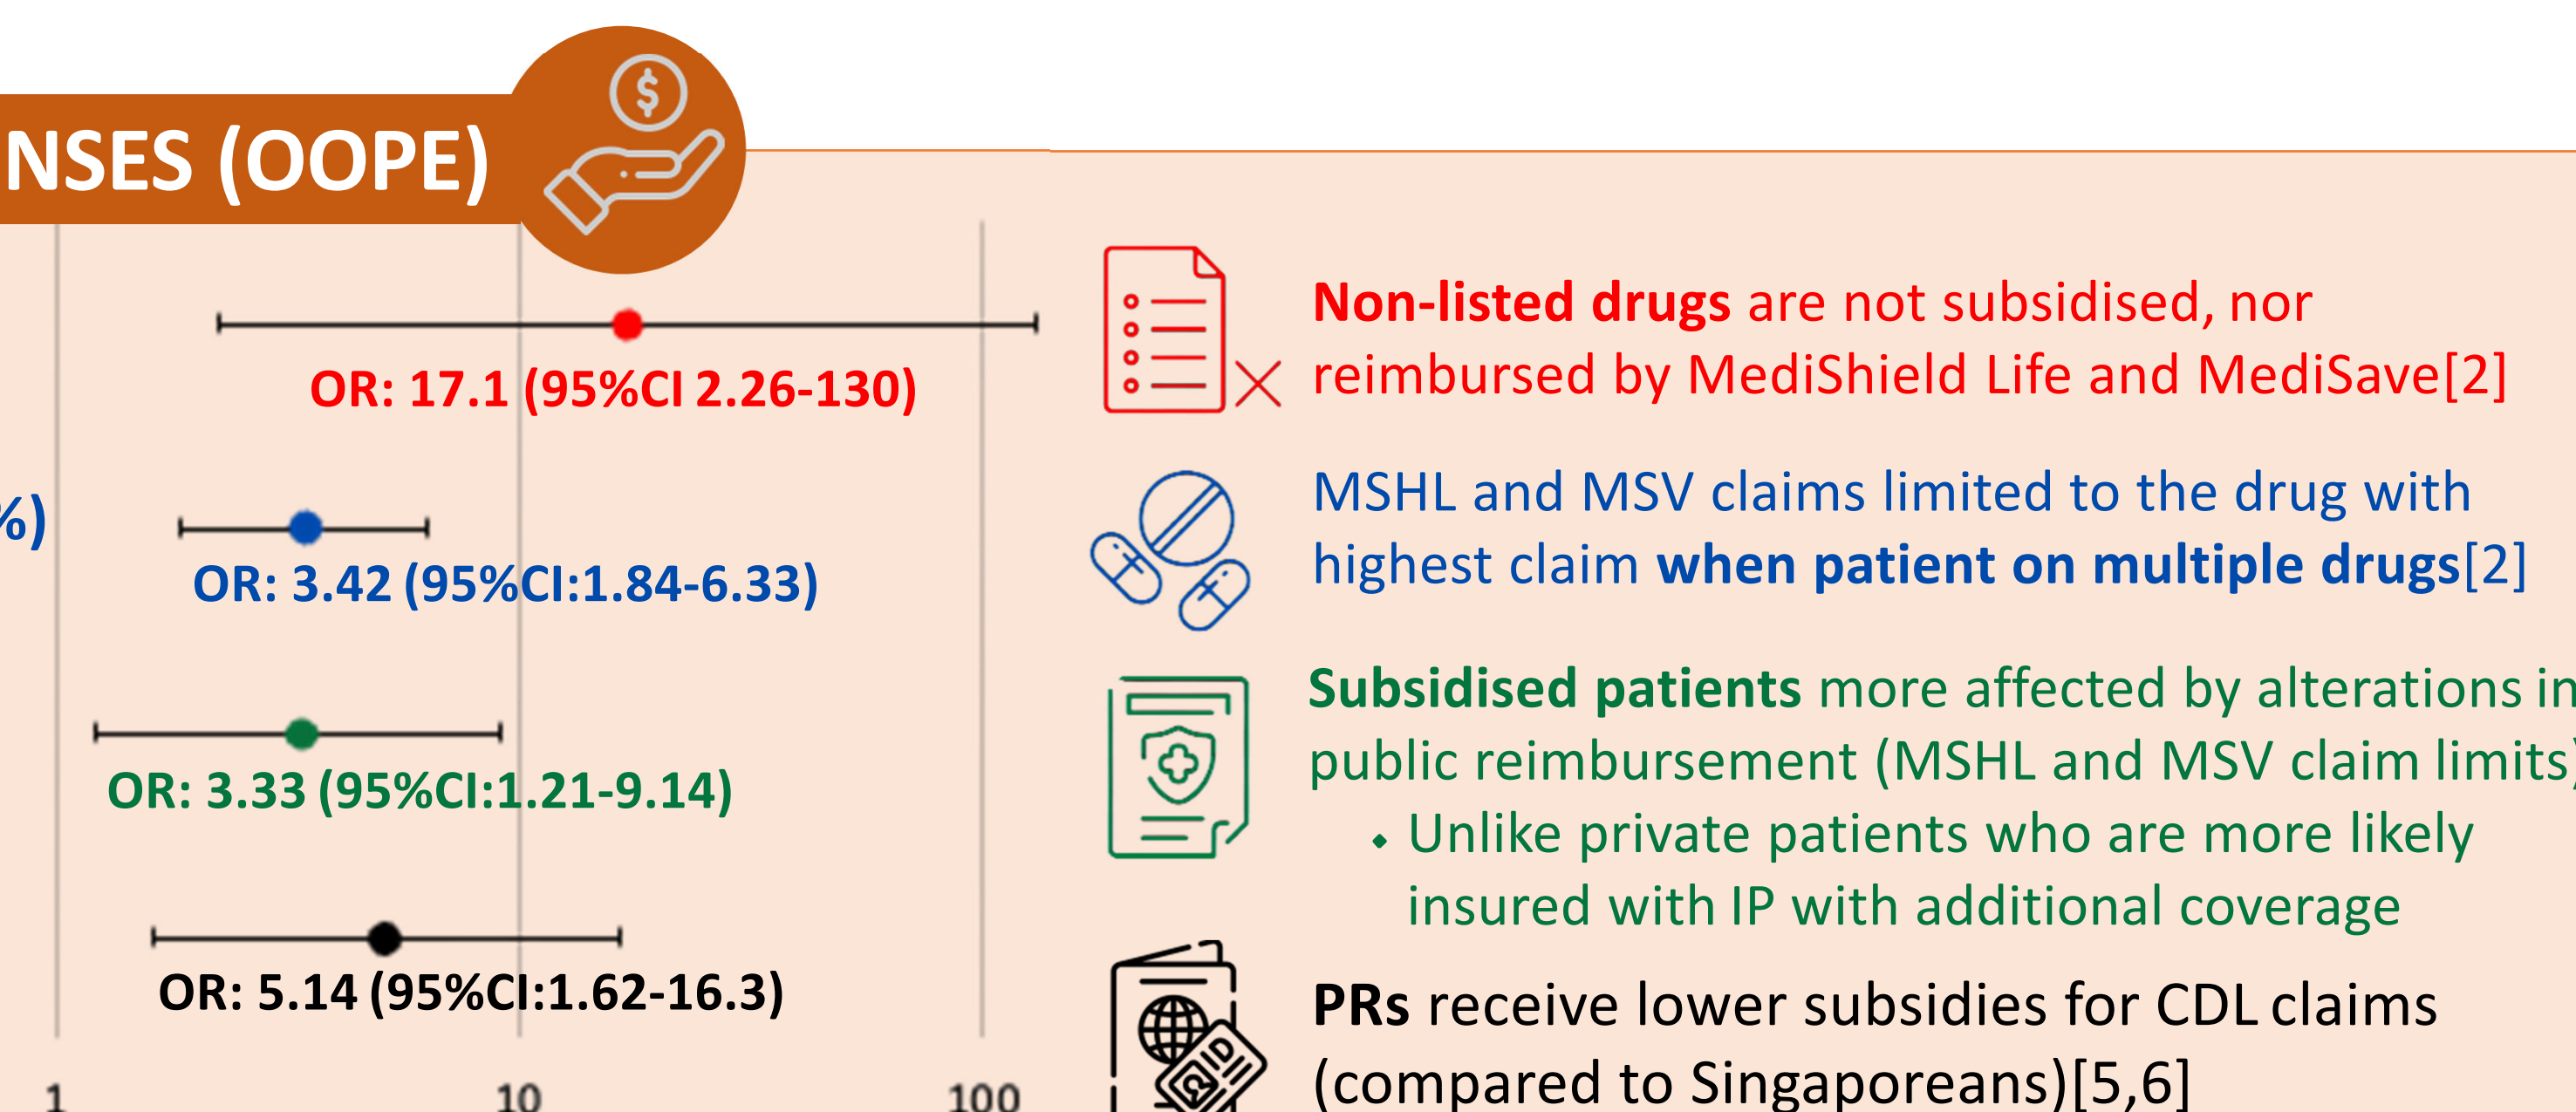 NSES (OOPE)
Non-listed drugs are not subsidised, nor
reimbursed by MediShield Life and MediSave[2]
OR: 17.1 (95%CI 2.26-130)
%)
MSHL and MSV claims limited to the drug with
highest claim when patient on multiple drugs[2]
OR: 3.42 (95%CI:1.84-6.33)
Subsidised patients more affected by alterations in
public reimbursement (MSHL and MSV claim limits)
• Unlike private patients who are more likely
insured with IP with additional coverage
OR: 3.33 (95%CI:1.21-9.14)
PRs receive lower subsidies for CDL claims
(compared to Singaporeans)[5,6]
OR: 5.14 (95%CI:1.62-16.3)
ID
1 10 100